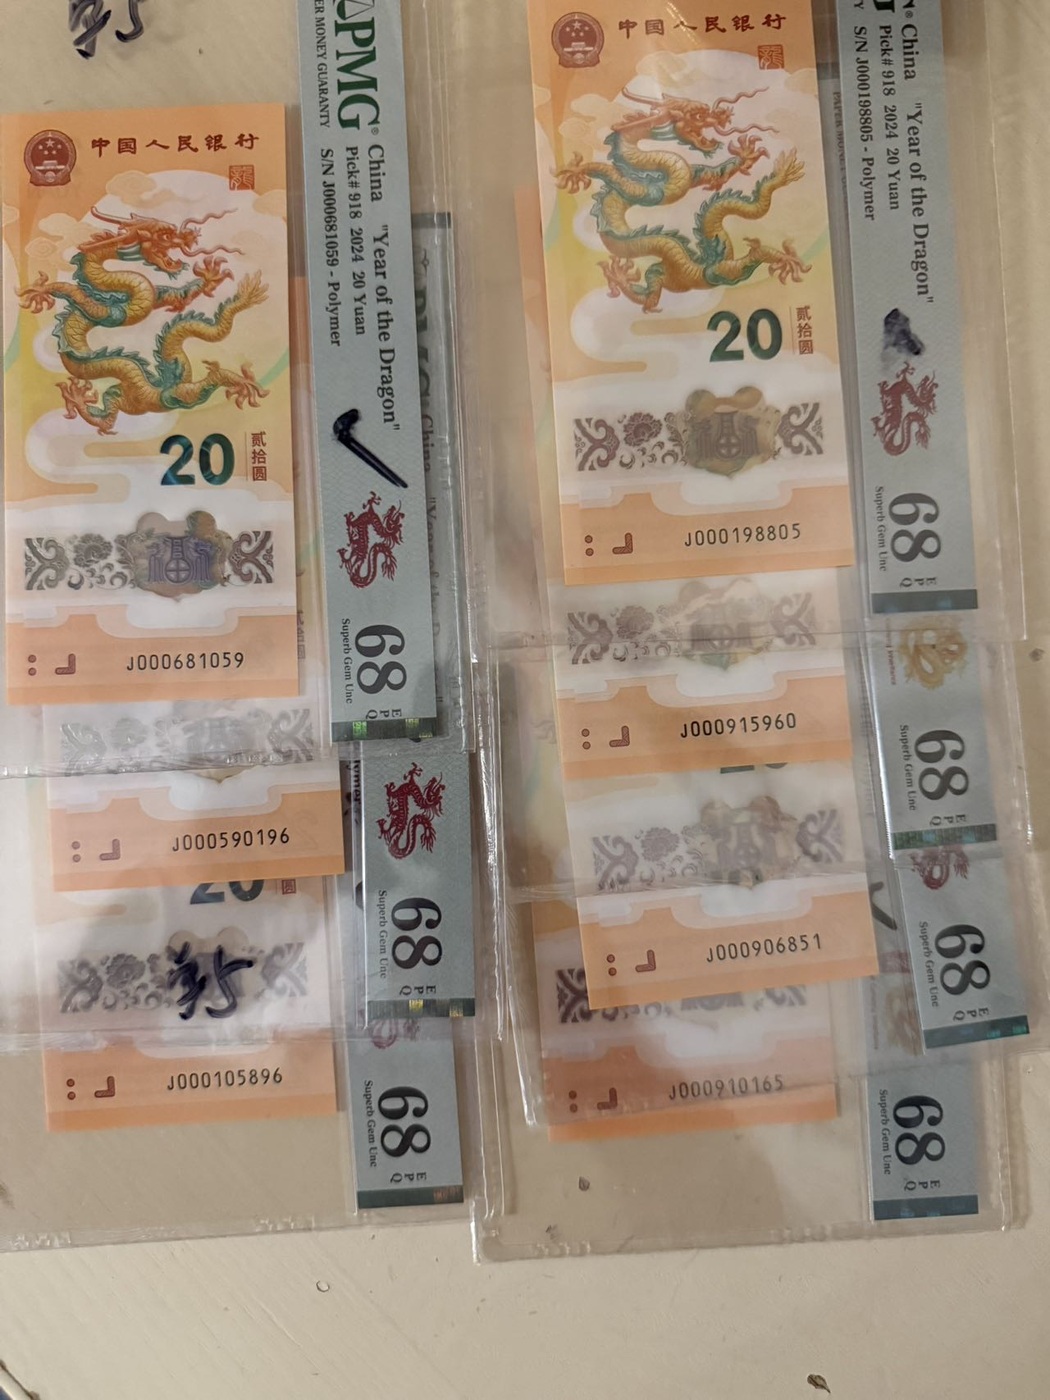 中国人民银行
20
贰拾圆
J000681059
PMG
PER MONEY GUARANTY
China "Year of the Dragon"
Pick# 918 2024 20 Yuan
S/N J000681059 - Polymer
68 EPQ
Superb Gem Unc
J000590196
68 EPQ
Superb Gem Unc
20
J000105896
68 EPQ
Superb Gem Unc
中国人民银行
20
贰拾圆
J000198805
China "Year of the Dragon"
Pick# 918 2024 20 Yuan
S/N J000198805 - Polymer
68 EPQ
Superb Gem Unc
J000915960
68 EPQ
Superb Gem Unc
J000906851
68 EPQ
Superb Gem Unc
J000910165
68 EPQ
Superb Gem Unc